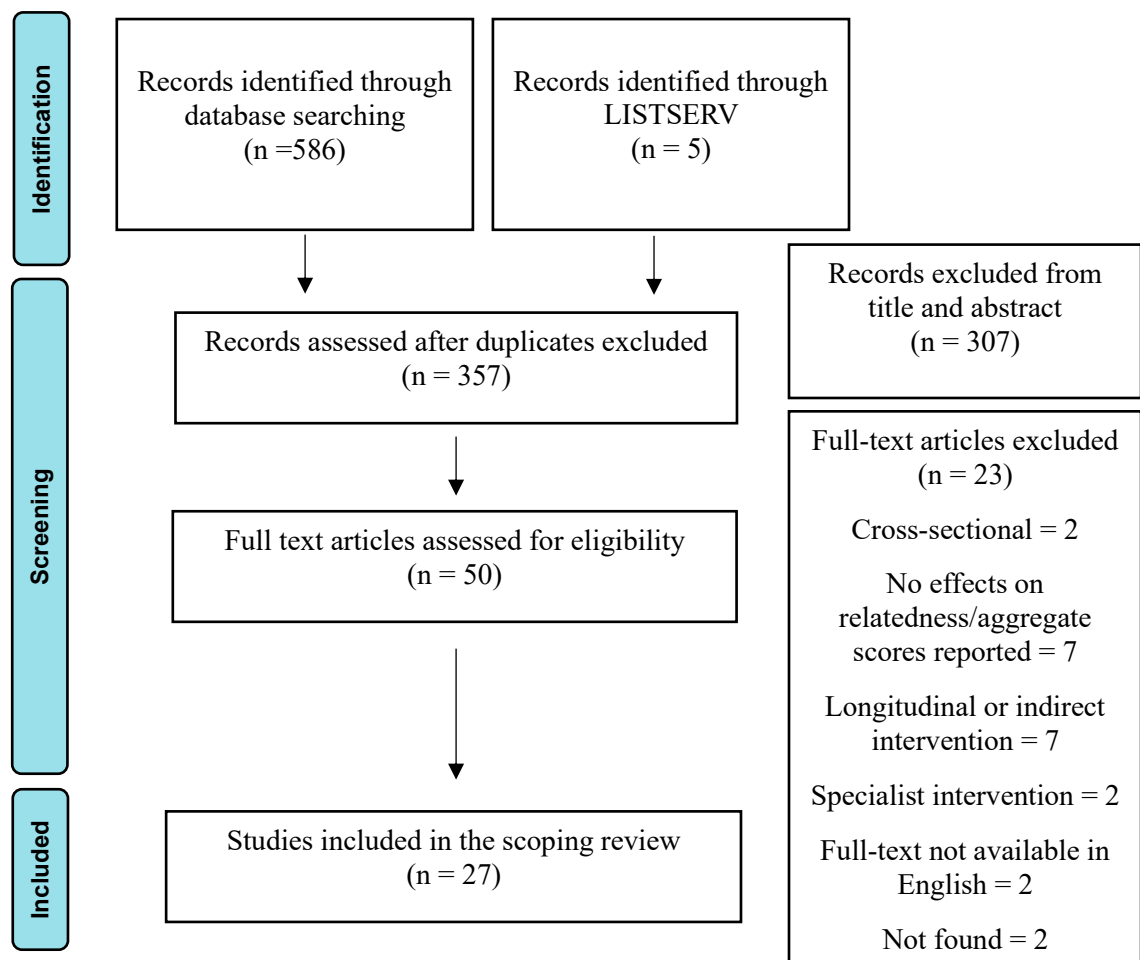 Identification
Records identified through
database searching
(n =586)
Records identified through
LISTSERV
(n = 5)
Screening
Records assessed after duplicates excluded
(n = 357)
Records excluded from
title and abstract
(n = 307)
Full text articles assessed for eligibility
(n = 50)
Full-text articles excluded
(n = 23)
Cross-sectional = 2
No effects on
relatedness/aggregate
scores reported = 7
Longitudinal or indirect
intervention = 7
Specialist intervention = 2
Full-text not available in
English = 2
Not found = 2
Included
Studies included in the scoping review
(n = 27)